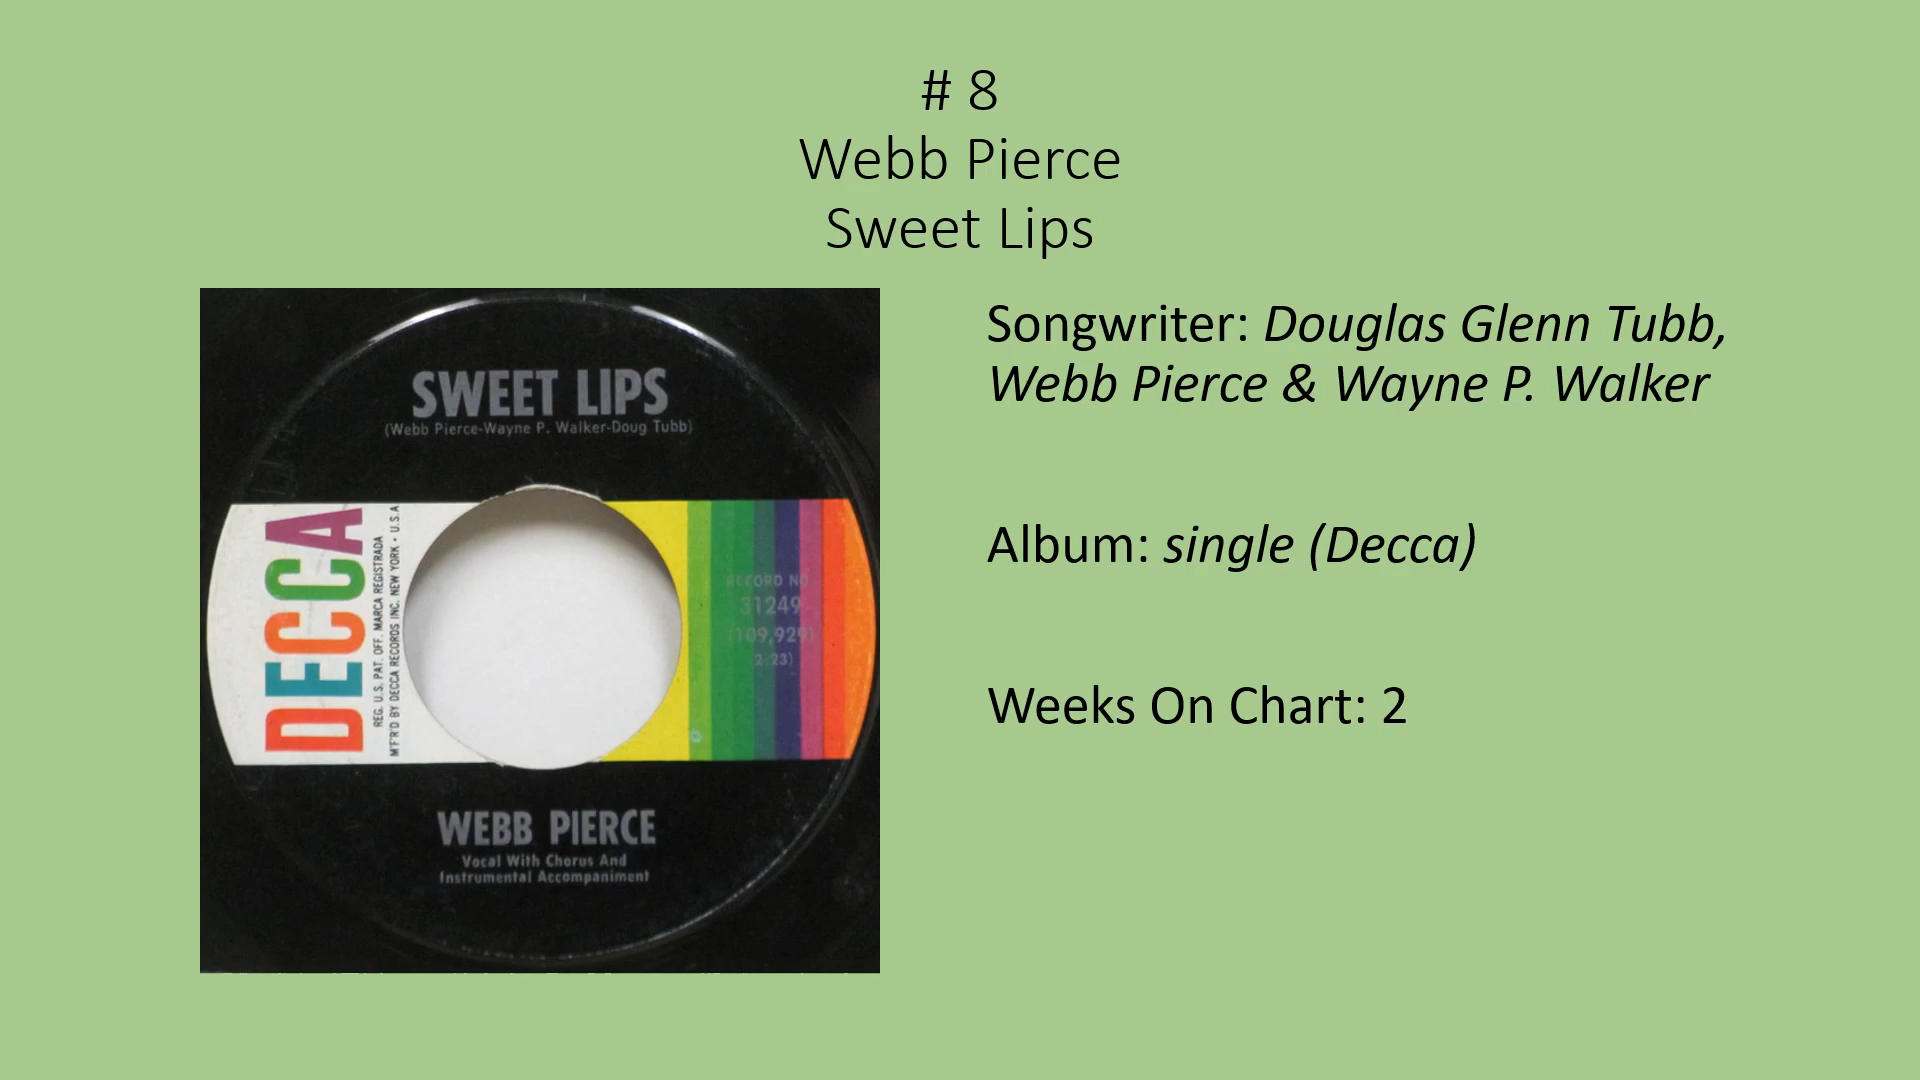 # 8
Webb Pierce
Sweet Lips
SWEET LIPS
(Webb Pierce-Wayne P. Walker-Doug Tubb)
DECCA
REG. U.S. PAT. OFF. MARCA REGISTRADA
M'F'R'D BY DECCA RECORDS INC. NEW YORK • U.S.A
RECORD NO
31249
(109,929)
(2:23)
WEBB PIERCE
Vocal With Chorus And
Instrumental Accompaniment
Songwriter: Douglas Glenn Tubb,
Webb Pierce & Wayne P. Walker
Album: single (Decca)
Weeks On Chart: 2